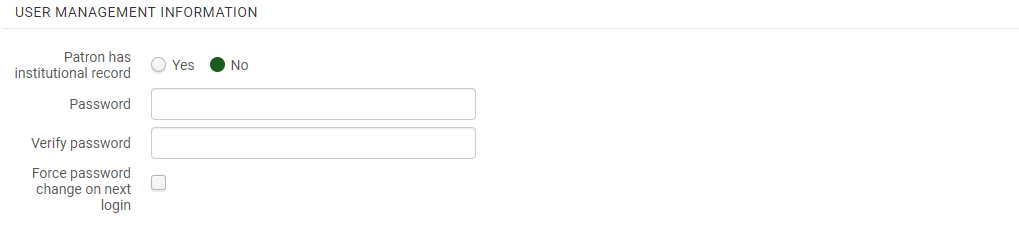 USER MANAGEMENT INFORMATION
Patron has
institutional record
Yes No
Password
Verify password
Force password
change on next
login